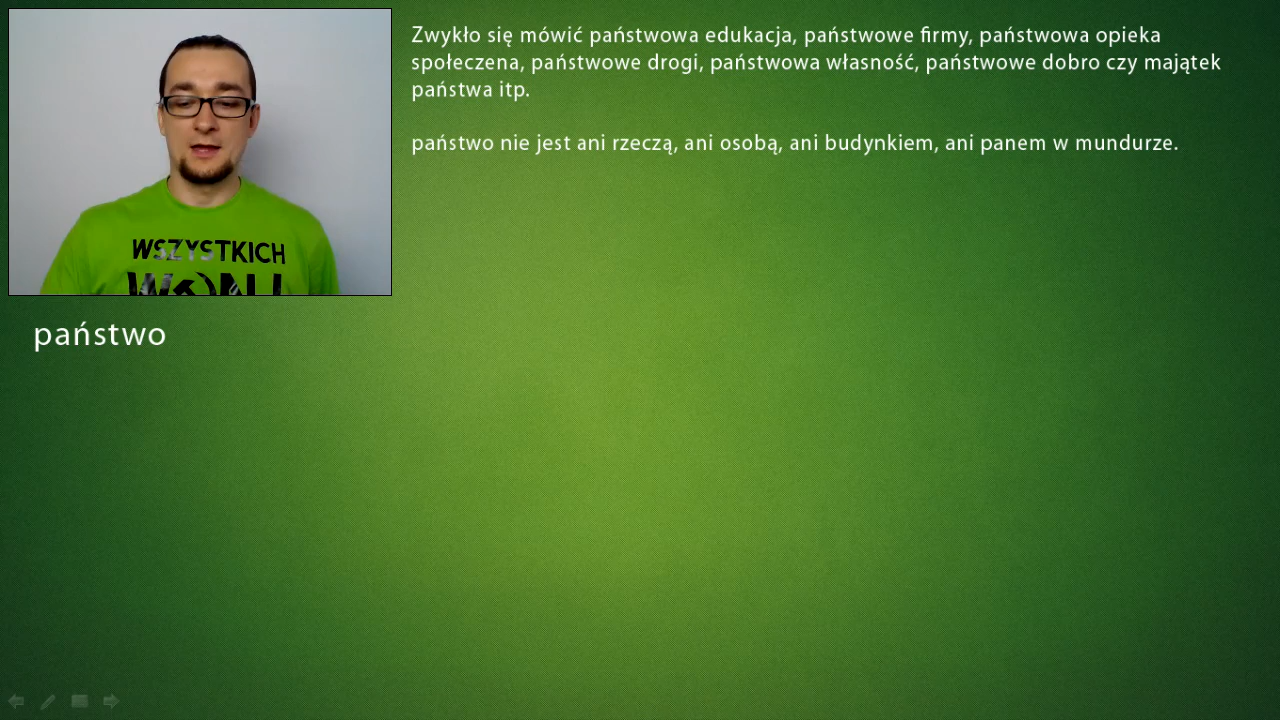 Zwykło się mówić państwowa edukacja, państwowe firmy, państwowa opieka
społeczena, państwowe drogi, państwowa własność, państwowe dobro czy majątek
państwa itp.
państwo nie jest ani rzeczą, ani osobą, ani budynkiem, ani panem w mundurze.
WSZYSTKICH
państwo